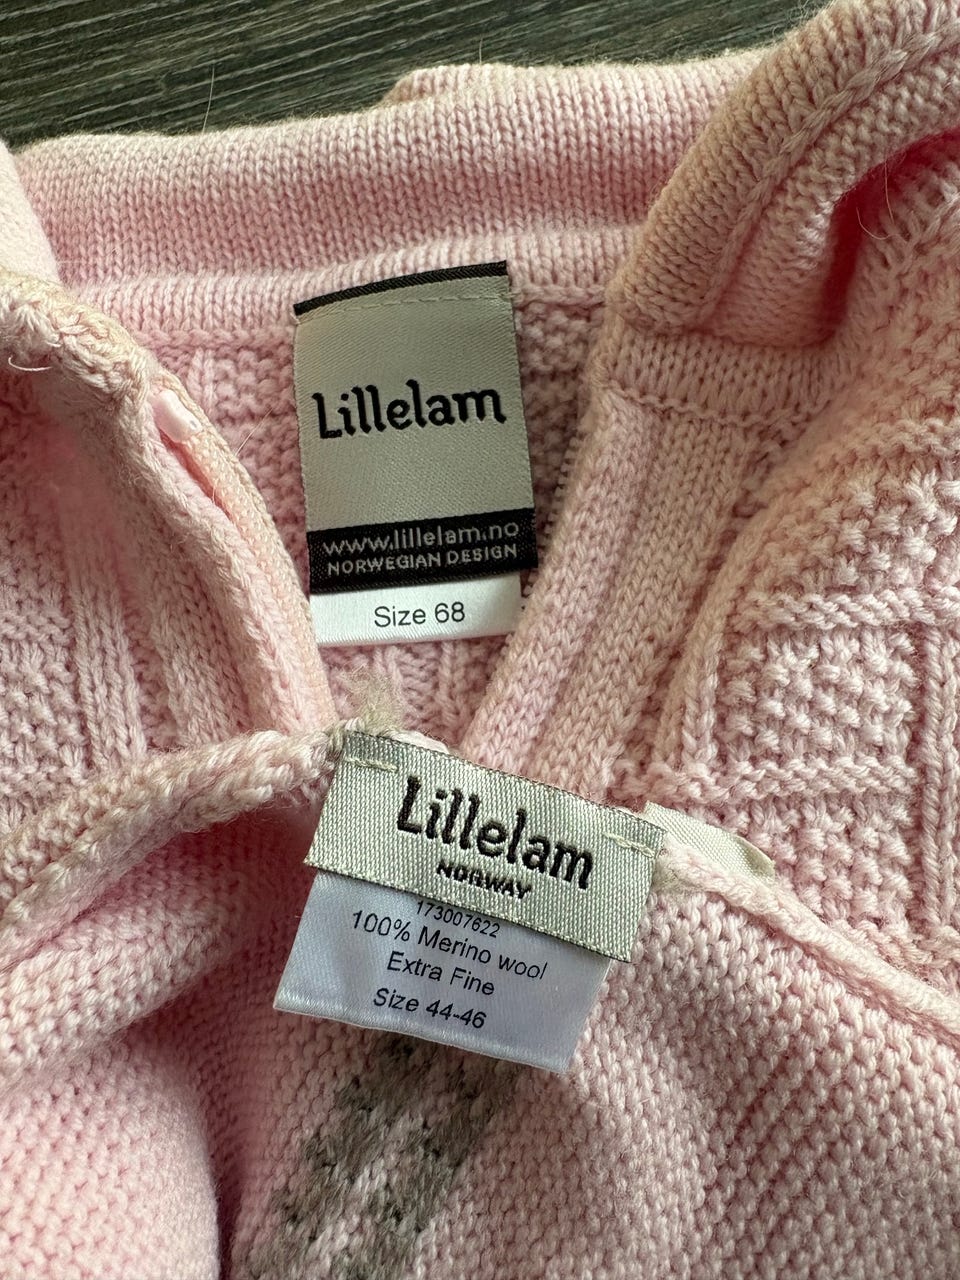 Lillelam
www.lillelam.no
NORWEGIAN DESIGN
Size 68
Lillelam
NORWAY
173007622
100% Merino wool
Extra Fine
Size 44-46